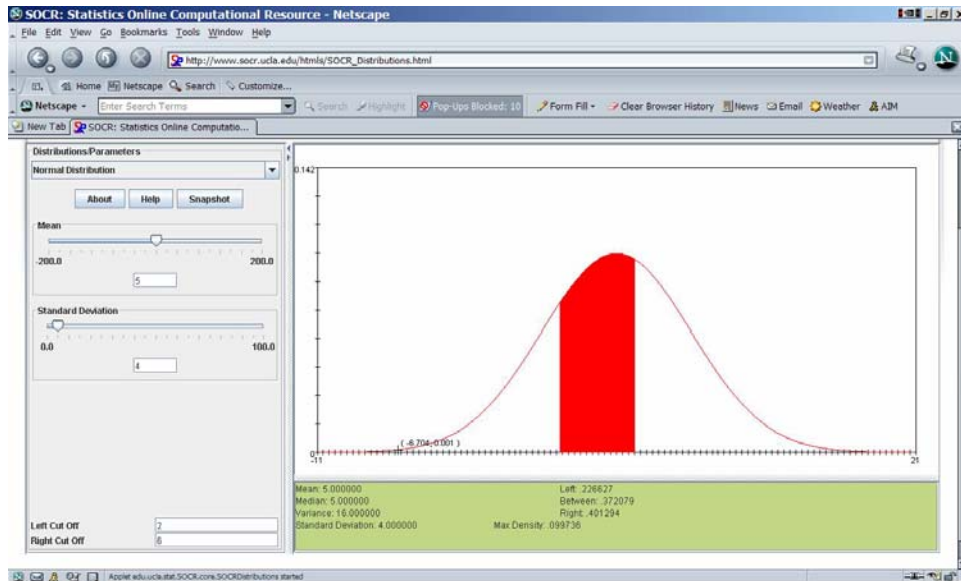 SOCR: Statistics Online Computational Resource - Netscape
File Edit View Go Bookmarks Tools Window Help
http://www.socr.ucla.edu/htmls/SOCR_Distributions.html
Home Netscape Search Customize...
Netscape Enter Search Terms Search Highlight Pop-Ups Blocked: 10 Form Fill Clear Browser History News Email Weather AIM
New Tab SOCR: Statistics Online Computatio...
Distributions/Parameters
Normal Distribution
About Help Snapshot
Mean
-200.0 200.0
5
Standard Deviation
0.0 100.0
4
Left Cut Off 2
Right Cut Off 6
0.142
( -6.704, 0.001 )
0
-11 21
Mean: 5.000000 Left: .226627
Median: 5.000000 Between: .372079
Variance: 16.000000 Right: .401294
Standard Deviation: 4.000000 Max Density: .099736
Applet edu.ucla.stat.SOCR.core.SOCRDistributions started